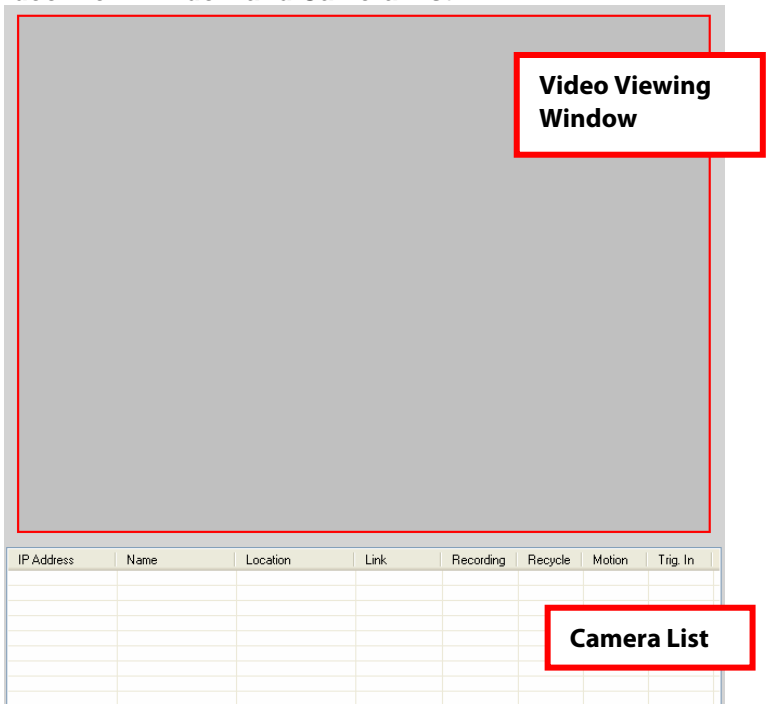 Video Viewing
Window
IP Address Name Location Link Recording Recycle Motion Trig. In
Camera List